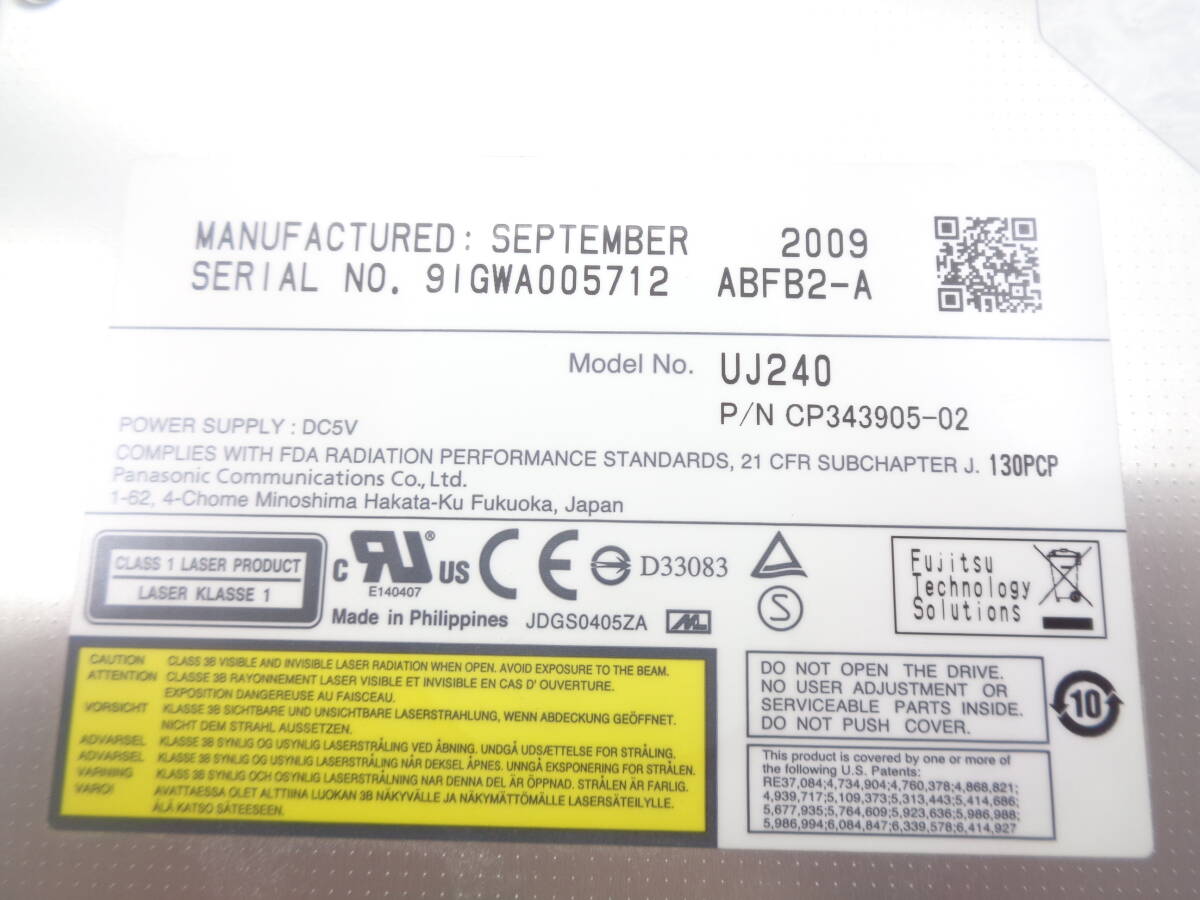 MANUFACTURED: SEPTEMBER 2009
SERIAL NO. 9IGWA005712 ABFB2-A
Model No. UJ240
P/N CP343905-02
POWER SUPPLY : DC5V
COMPLIES WITH FDA RADIATION PERFORMANCE STANDARDS, 21 CFR SUBCHAPTER J. 130PCP
Panasonic Communications Co., Ltd.
1-62, 4-Chome Minoshima Hakata-Ku Fukuoka, Japan
CLASS 1 LASER PRODUCT
LASER KLASSE 1
c RU ® US CE D33083
E140407
Made in Philippines JDGS0405ZA
S
Fujitsu
Technology
Solutions
CAUTION CLASS 3B VISIBLE AND INVISIBLE LASER RADIATION WHEN OPEN. AVOID EXPOSURE TO THE BEAM.
ATTENTION CLASSE 3B RAYONNEMENT LASER VISIBLE ET INVISIBLE EN CAS D' OUVERTURE.
EXPOSITION DANGEREUSE AU FAISCEAU.
VORSICHT KLASSE 3B SICHTBARE UND UNSICHTBARE LASERSTRAHLUNG, WENN ABDECKUNG GEÖFFNET.
NICHT DEM STRAHL AUSSETZEN.
ADVARSEL KLASSE 3B SYNLIG OG USYNLIG LASERSTRÅLING VED ÅBNING. UNDGÅ UDSÆTTELSE FOR STRÅLING.
ADVARSEL KLASSE 3B SYNLIG OG USYNLIG LASERSTRÅLING NÅR DEKSEL ÅPNES. UNNGÅ EKSPONERING FOR STRÅLEN.
VARNING KLASS 3B SYNLIG OCH OSYNLIG LASERSTRÅLNING NÄR DENNA DEL ÄR ÖPPNAD. STRÅLEN ÄR FARLIG.
VARO! AVATTAESSA OLET ALTTIINA LUOKAN 3B NÄKYVÄLLE JA NÄKYMÄTTÖMÄLLE LASERSÄTEILYLLE.
ÄLÄ KATSO SÄTEESEEN.
DO NOT OPEN THE DRIVE.
NO USER ADJUSTMENT OR
SERVICEABLE PARTS INSIDE.
DO NOT PUSH COVER.
10
This product is covered by one or more of
the following U.S. Patents:
RE37,084;4,734,904;4,760,378;4,868,821;
4,939,717;5,109,373;5,313,443;5,414,686;
5,677,935;5,764,609;5,923,636;5,986,988;
5,986,994;6,084,847;6,339,578;6,414,927